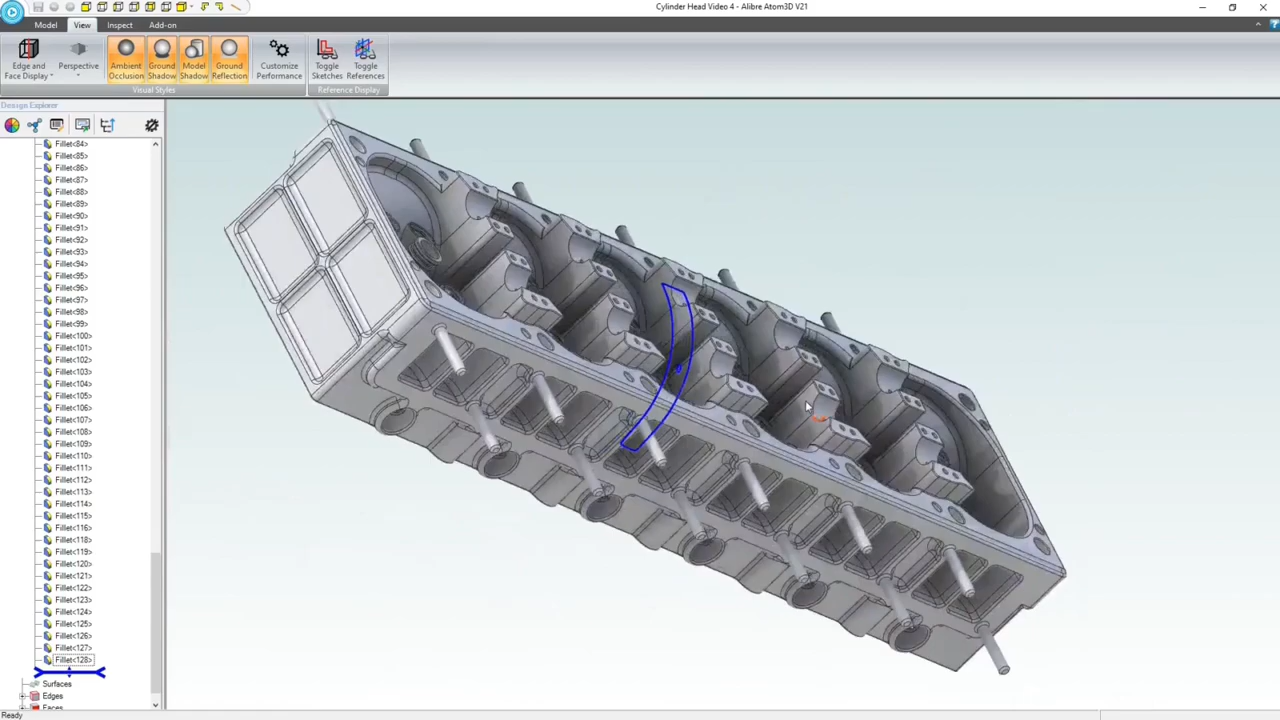 Cylinder Head Video 4 - Alibre Atom3D V21
Model View Inspect Add-on
Edge and Face Display
Perspective
Ambient Occlusion
Ground Shadow
Model Shadow
Ground Reflection
Customize Performance
Toggle Sketches
Toggle References
Visual Styles
Reference Display
Design Explorer
Fillet<84>
Fillet<85>
Fillet<86>
Fillet<87>
Fillet<88>
Fillet<89>
Fillet<90>
Fillet<91>
Fillet<92>
Fillet<93>
Fillet<94>
Fillet<95>
Fillet<96>
Fillet<97>
Fillet<98>
Fillet<99>
Fillet<100>
Fillet<101>
Fillet<102>
Fillet<103>
Fillet<104>
Fillet<105>
Fillet<106>
Fillet<107>
Fillet<108>
Fillet<109>
Fillet<110>
Fillet<111>
Fillet<112>
Fillet<113>
Fillet<114>
Fillet<115>
Fillet<116>
Fillet<118>
Fillet<119>
Fillet<120>
Fillet<121>
Fillet<122>
Fillet<123>
Fillet<124>
Fillet<125>
Fillet<126>
Fillet<127>
Fillet<128>
Surfaces
Edges
Faces
Ready